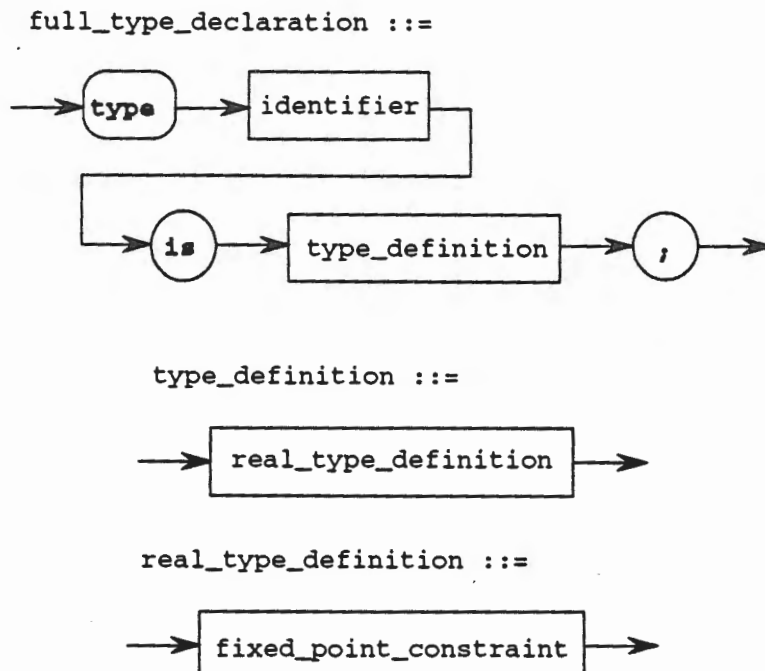 full_type_declaration ::=
type identifier
is type_definition ;
type_definition ::=
real_type_definition
real_type_definition ::=
fixed_point_constraint